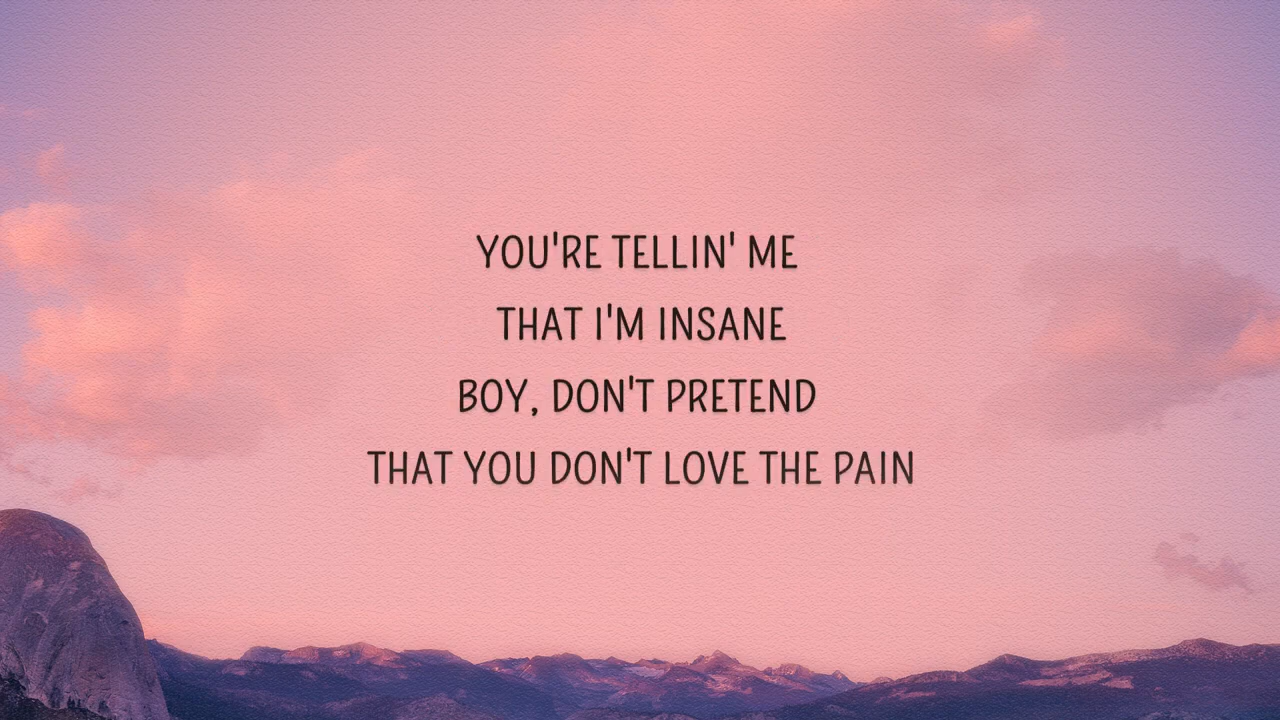 YOU'RE TELLIN' ME
THAT I'M INSANE
BOY, DON'T PRETEND
THAT YOU DON'T LOVE THE PAIN